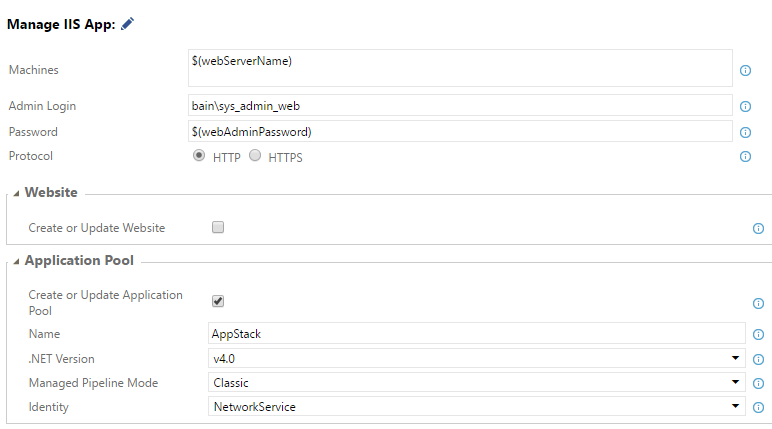 Manage IIS App:
Machines
$(webServerName)
Admin Login
bain\sys_admin_web
Password
$(webAdminPassword)
Protocol
HTTP HTTPS
Website
Create or Update Website
Application Pool
Create or Update Application
Pool
Name
AppStack
.NET Version
v4.0
Managed Pipeline Mode
Classic
Identity
NetworkService